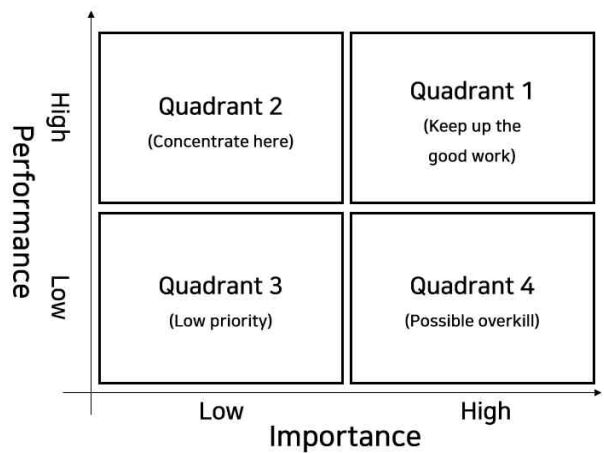 Performance
High
Low
Quadrant 2
(Concentrate here)
Quadrant 1
(Keep up the
good work)
Quadrant 3
(Low priority)
Quadrant 4
(Possible overkill)
Low
High
Importance